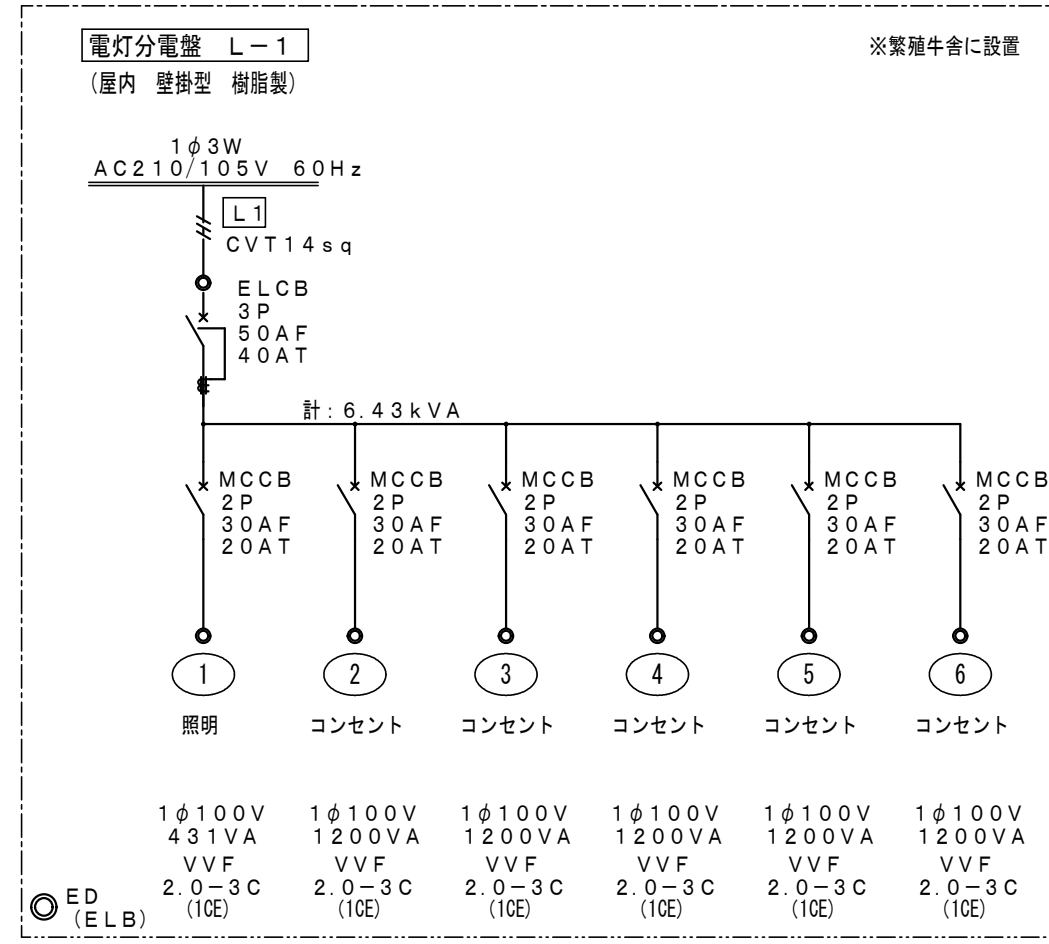 電灯分電盤 L-1
※繁殖牛舎に設置
(屋内 壁掛型 樹脂製)
1φ3W
AC210/105V 60Hz
L1
CVT14sq
ELCB
3P
50AF
40AT
計:6.43kVA
MCCB MCCB MCCB MCCB MCCB MCCB
2P 2P 2P 2P 2P 2P
30AF 30AF 30AF 30AF 30AF 30AF
20AT 20AT 20AT 20AT 20AT 20AT
1 2 3 4 5 6
照明 コンセント コンセント コンセント コンセント コンセント
1φ100V 1φ100V 1φ100V 1φ100V 1φ100V 1φ100V
431VA 1200VA 1200VA 1200VA 1200VA 1200VA
VVF VVF VVF VVF VVF VVF
2.0-3C 2.0-3C 2.0-3C 2.0-3C 2.0-3C 2.0-3C
(1CE) (1CE) (1CE) (1CE) (1CE) (1CE)
ED
(ELB)